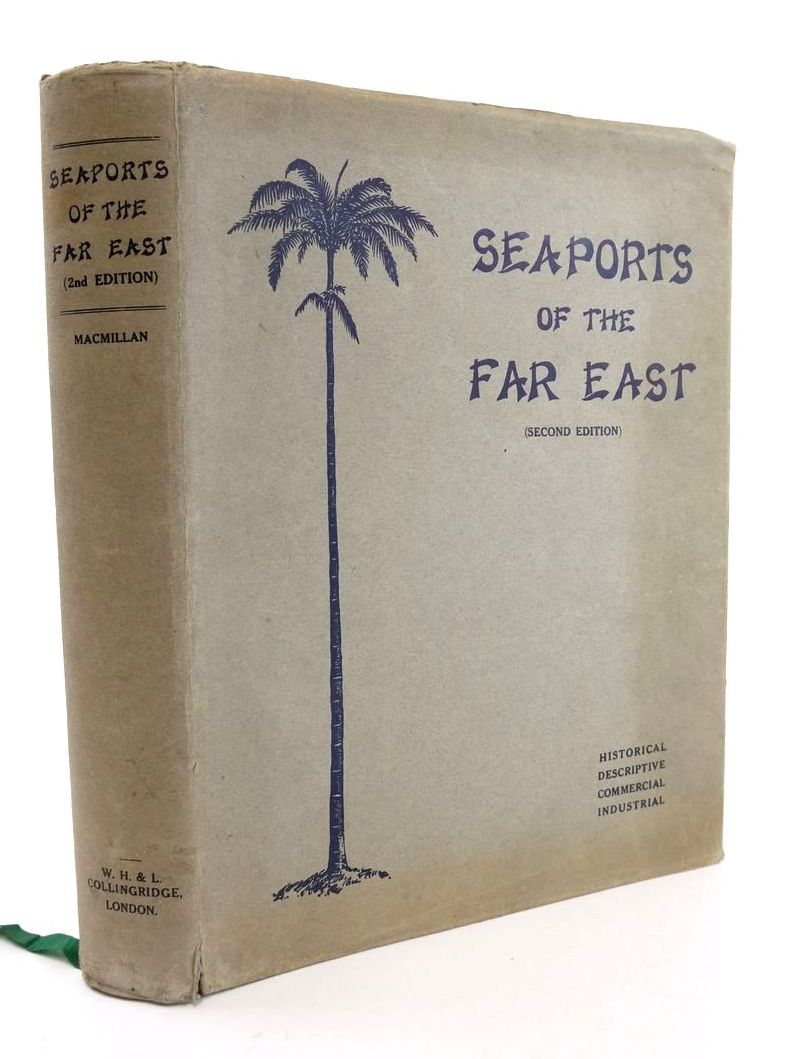 SEAPORTS
OF THE
FAR EAST
(2nd EDITION)
MACMILLAN
W. H. & L.
COLLINGRIDGE,
LONDON.
SEAPORTS
OF THE
FAR EAST
(SECOND EDITION)
HISTORICAL
DESCRIPTIVE
COMMERCIAL
INDUSTRIAL